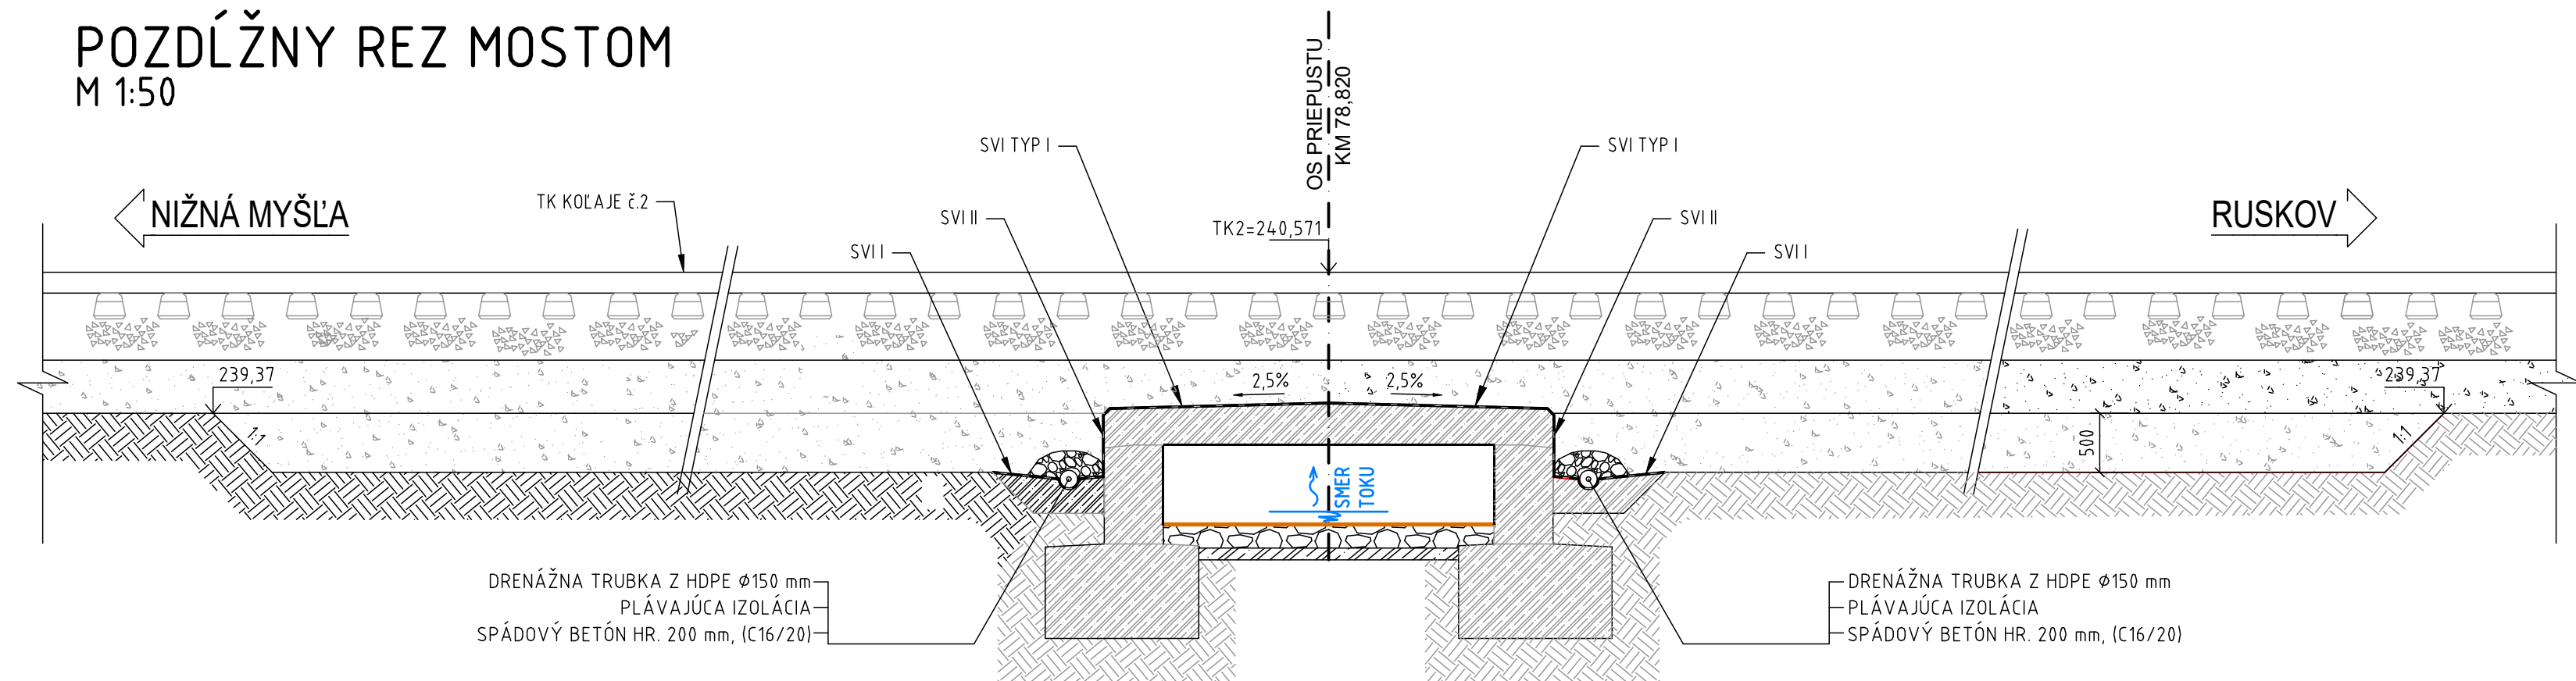 POZDĹŽNY REZ MOSTOM
M 1:50
OS PRIEPUSTU
KM 78,820
SVI TYP I
SVI TYP I
NIŽNÁ MYŠĽA
TK KOĽAJE č.2
SVI II
TK2=240,571
SVI II
RUSKOV
SVI I
SVI I
239,37
2,5%
2,5%
239,37
1:1
500
1:1
SMER
TOKU
DRENÁŽNA TRUBKA Z HDPE Ø150 mm
PLÁVAJÚCA IZOLÁCIA
SPÁDOVÝ BETÓN HR. 200 mm, (C16/20)
DRENÁŽNA TRUBKA Z HDPE Ø150 mm
PLÁVAJÚCA IZOLÁCIA
SPÁDOVÝ BETÓN HR. 200 mm, (C16/20)